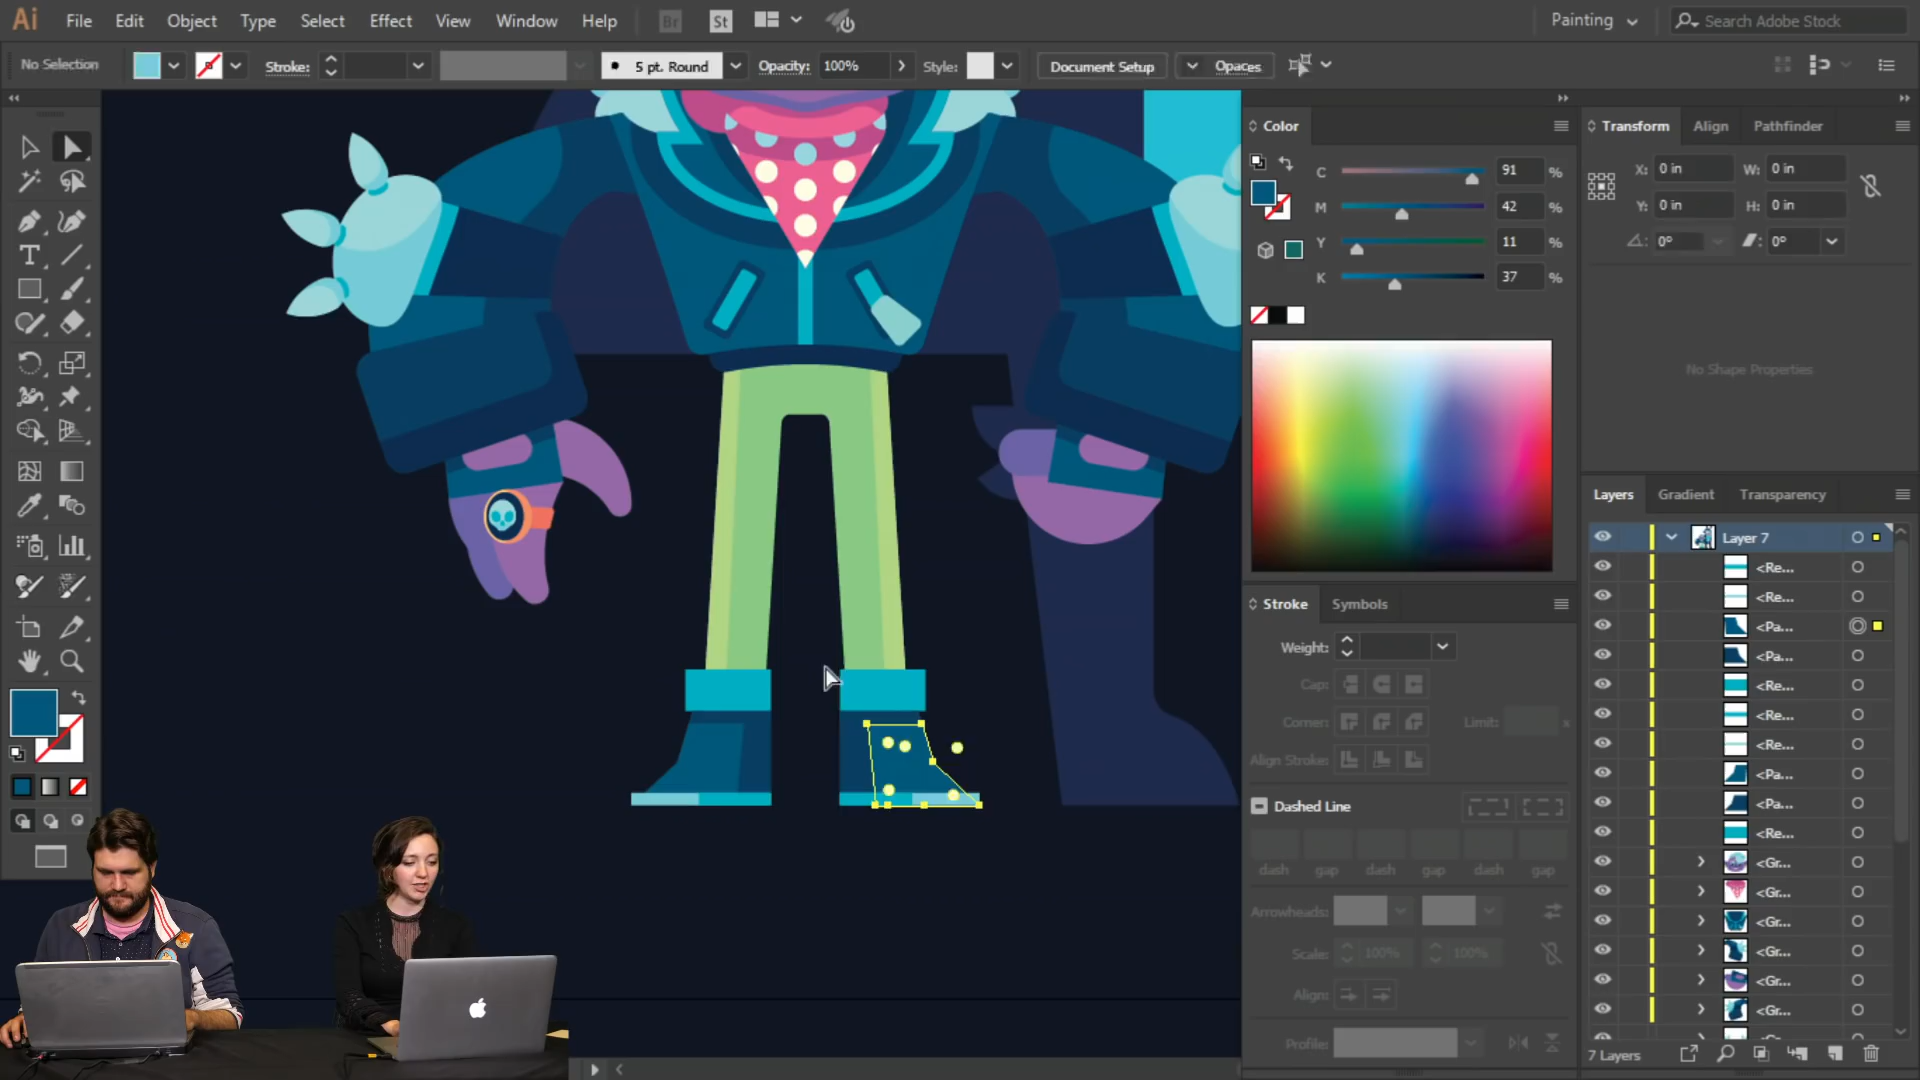 Ai File Edit Object Type Select Effect View Window Help Br St Painting Search Adobe Stock
No Selection Stroke: 5 pt. Round Opacity: 100% Style: Document Setup Opaces
Color
C 91 %
M 42 %
Y 11 %
K 37 %
Transform Align Pathfinder
X: 0 in W: 0 in
Y: 0 in H: 0 in
0° 0°
No Shape Properties
Stroke Symbols
Weight:
Cap:
Corner: Limit: x
Align Stroke:
Dashed Line
dash gap dash gap dash gap
Arrowheads:
Scale: 100% 100%
Align:
Profile:
Layers Gradient Transparency
Layer 7
<Re...
<Re...
<Pa...
<Pa...
<Re...
<Re...
<Re...
<Pa...
<Pa...
<Re...
<Gr...
<Gr...
<Gr...
<Gr...
<Gr...
<Gr...
7 Layers